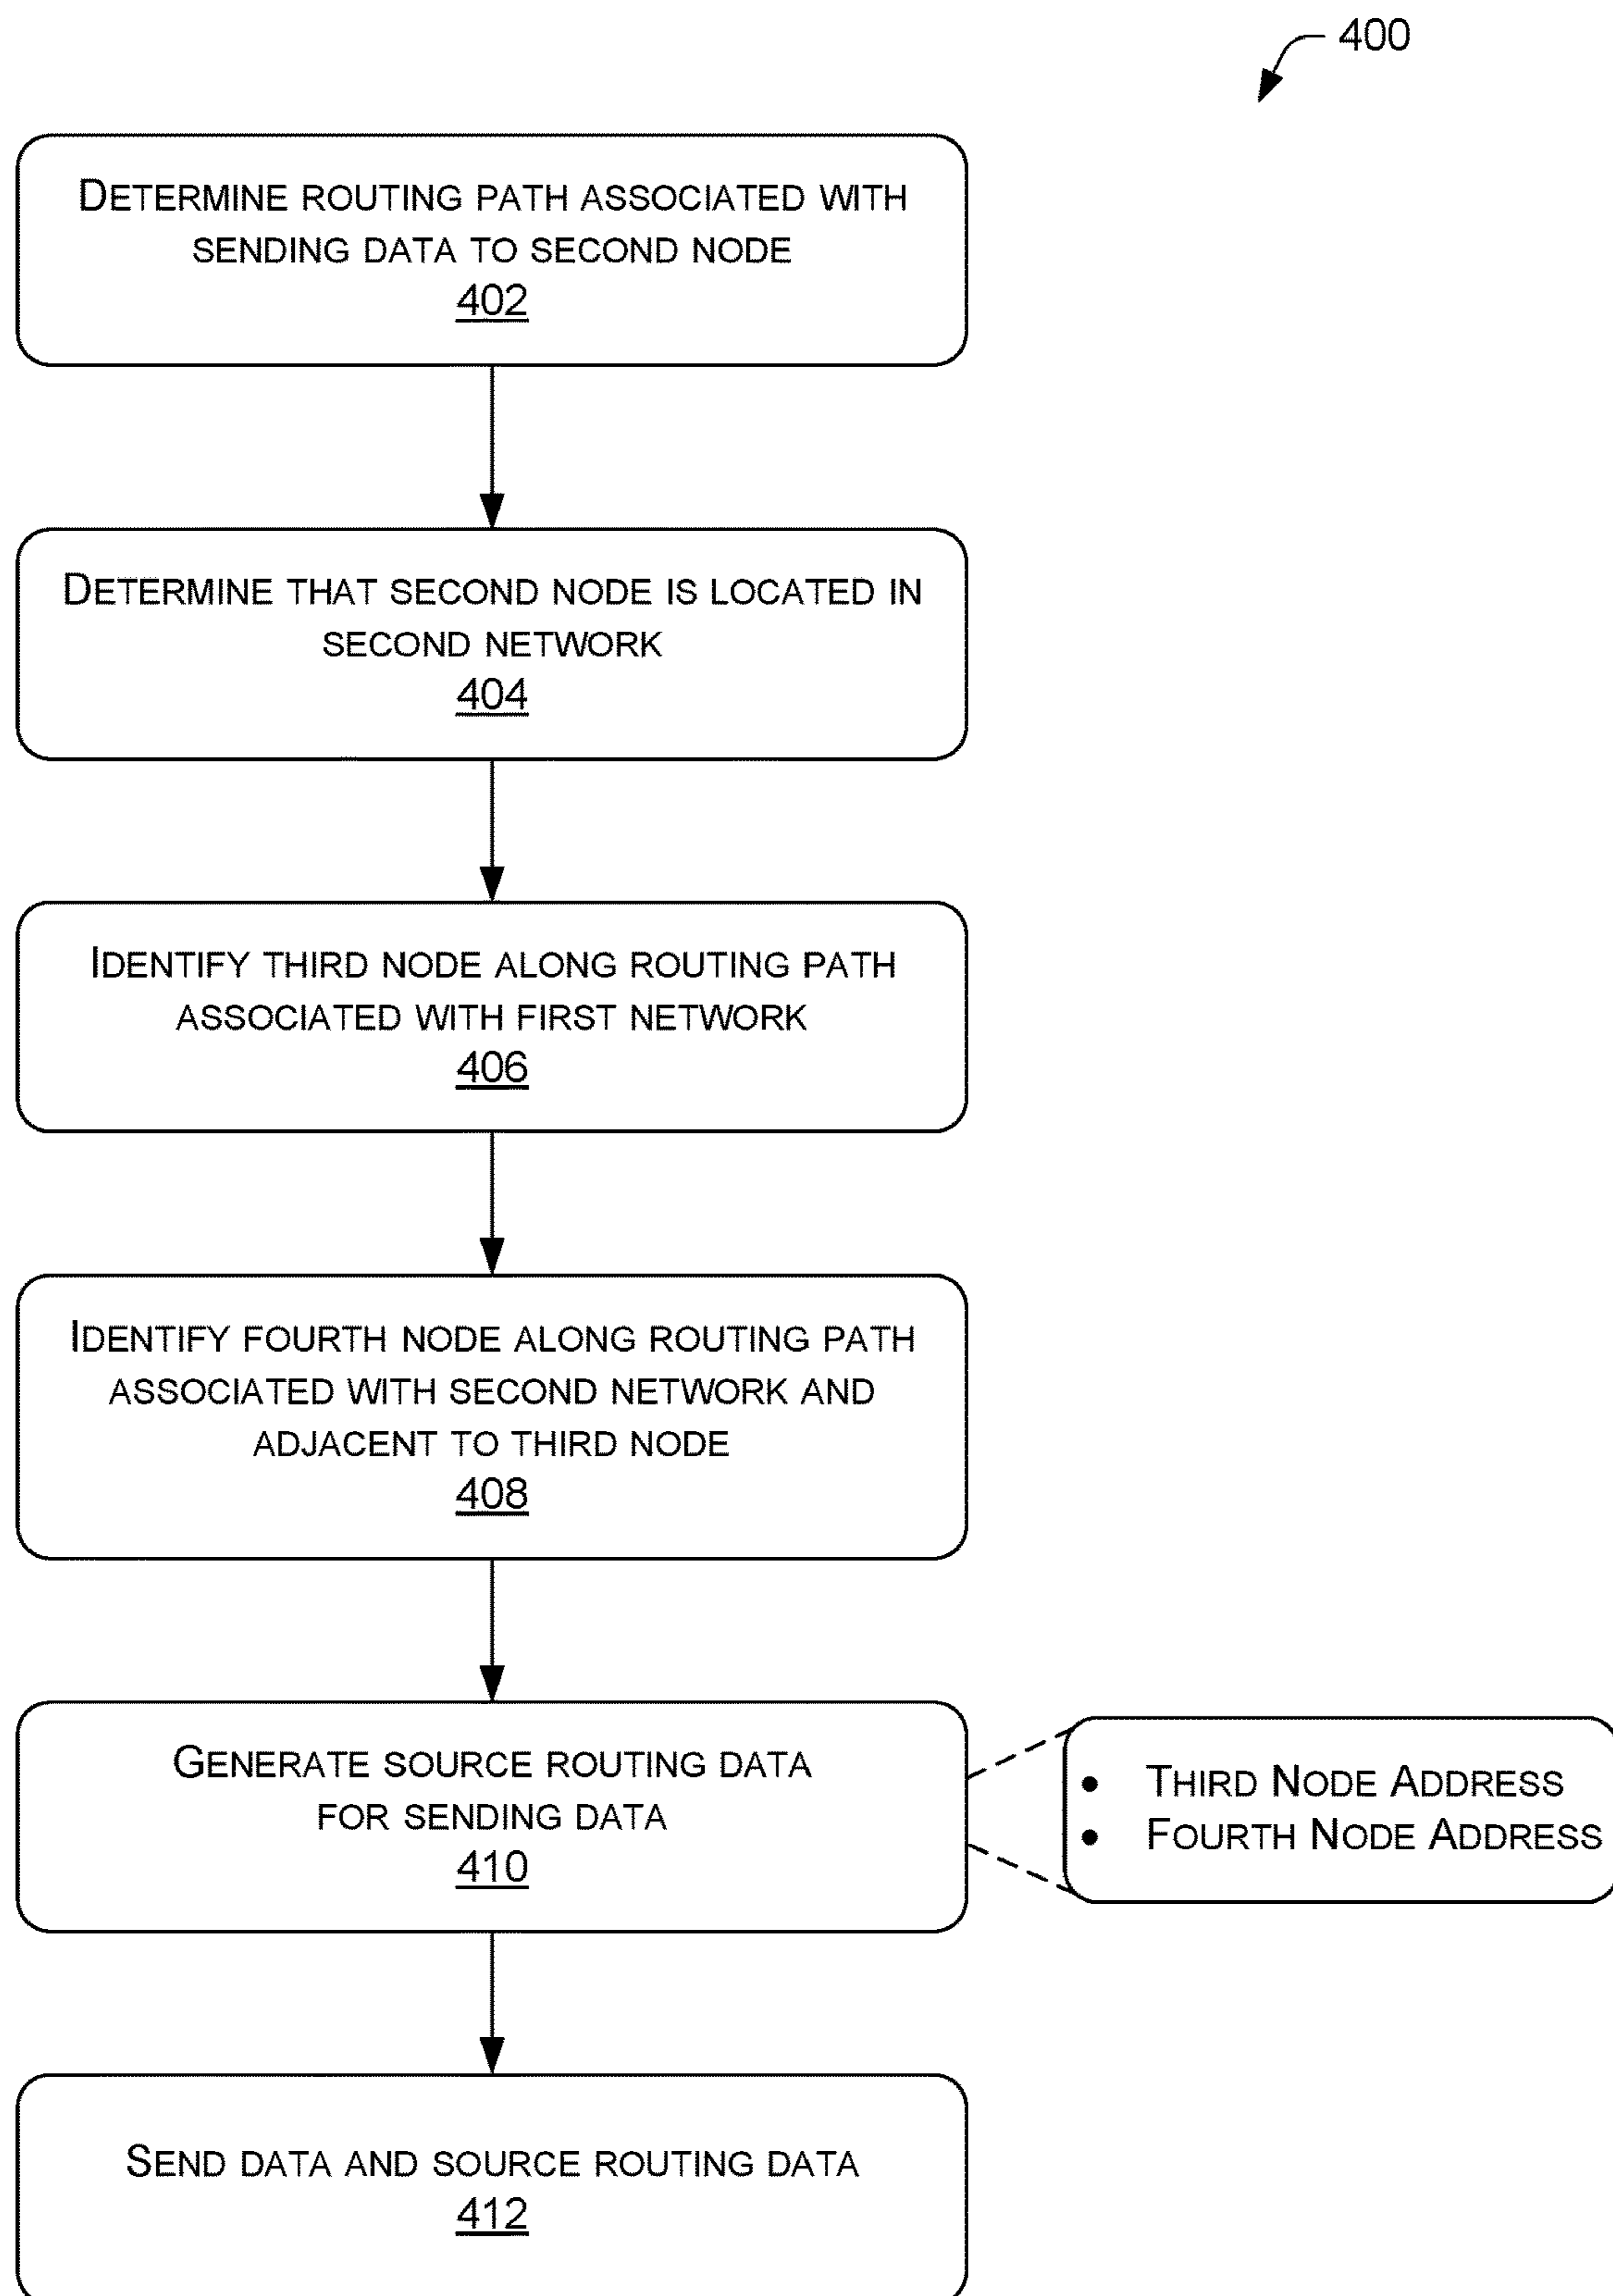 400
DETERMINE ROUTING PATH ASSOCIATED WITH
SENDING DATA TO SECOND NODE
402
DETERMINE THAT SECOND NODE IS LOCATED IN
SECOND NETWORK
404
IDENTIFY THIRD NODE ALONG ROUTING PATH
ASSOCIATED WITH FIRST NETWORK
406
IDENTIFY FOURTH NODE ALONG ROUTING PATH
ASSOCIATED WITH SECOND NETWORK AND
ADJACENT TO THIRD NODE
408
GENERATE SOURCE ROUTING DATA
FOR SENDING DATA
410
• THIRD NODE ADDRESS
• FOURTH NODE ADDRESS
SEND DATA AND SOURCE ROUTING DATA
412